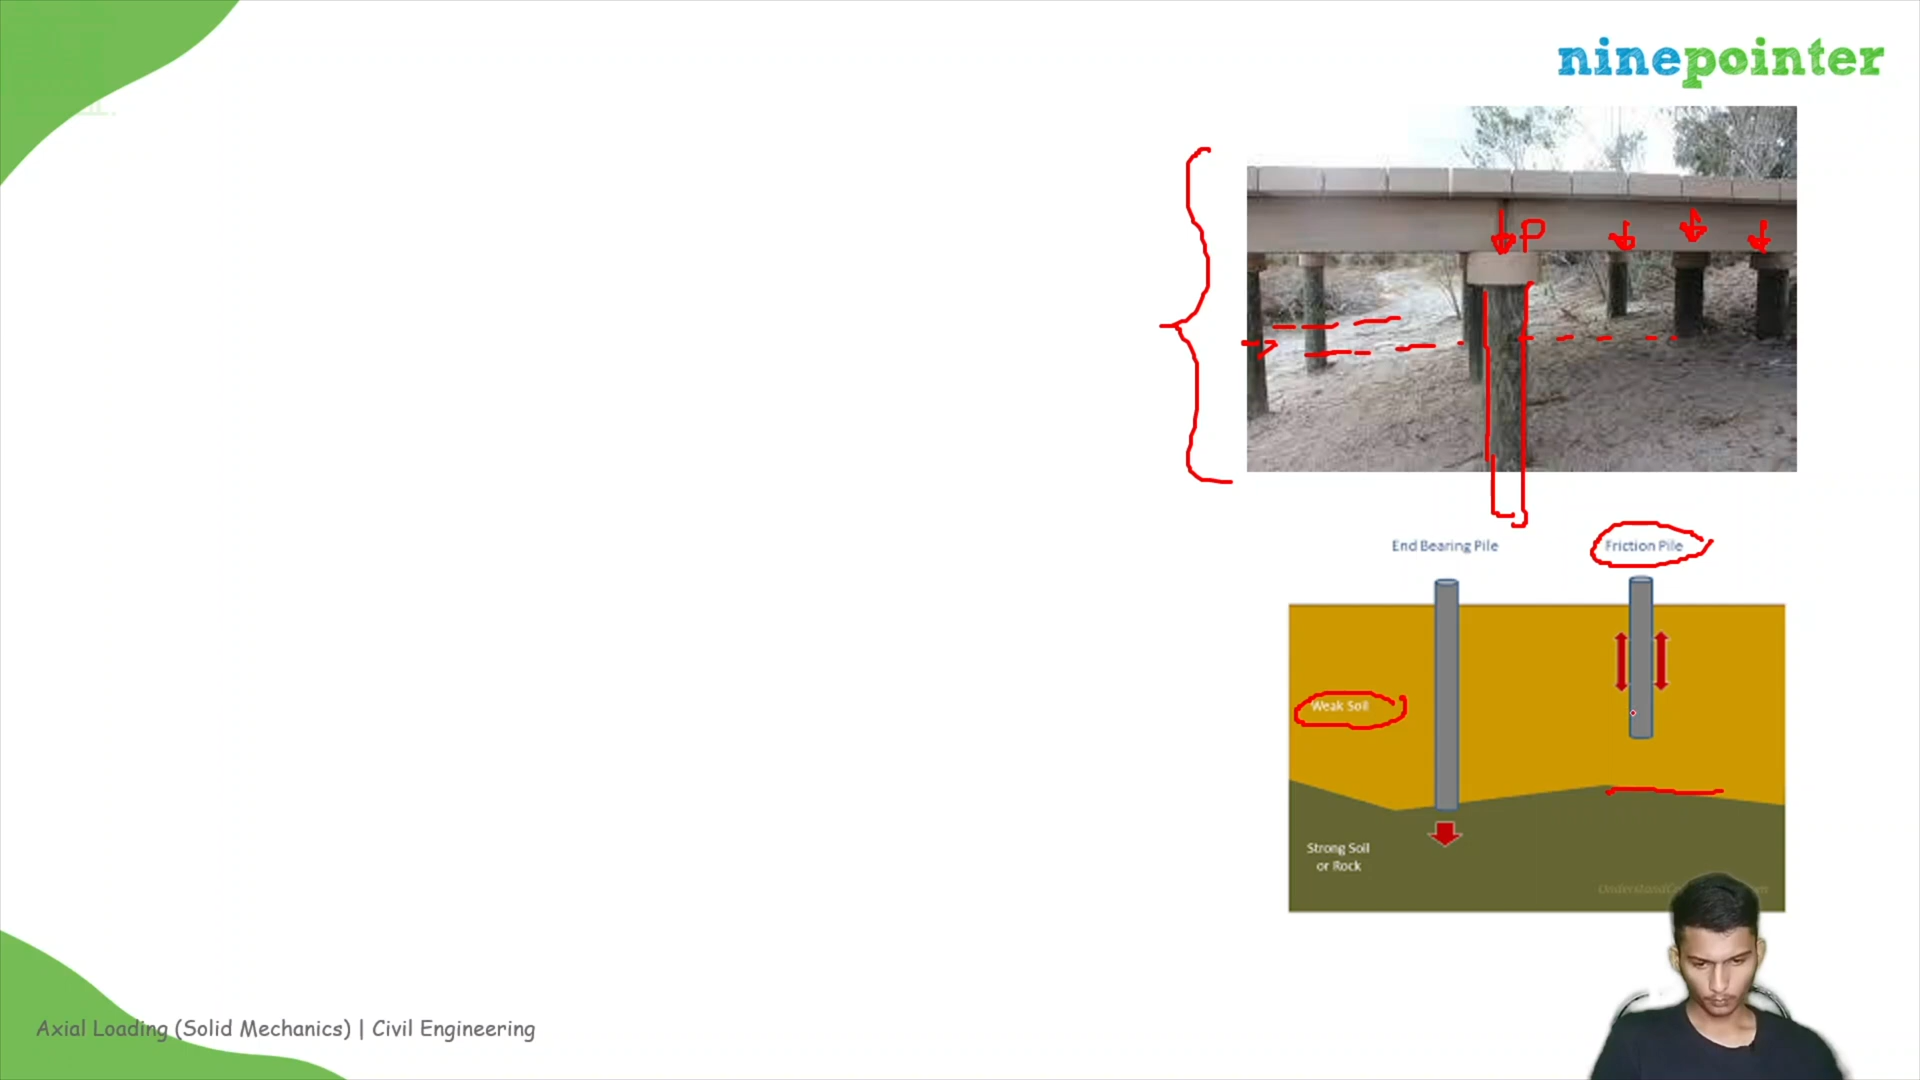 ninepointer
P
End Bearing Pile
Friction Pile
Weak Soil
Strong Soil
or Rock
Axial Loading (Solid Mechanics) | Civil Engineering